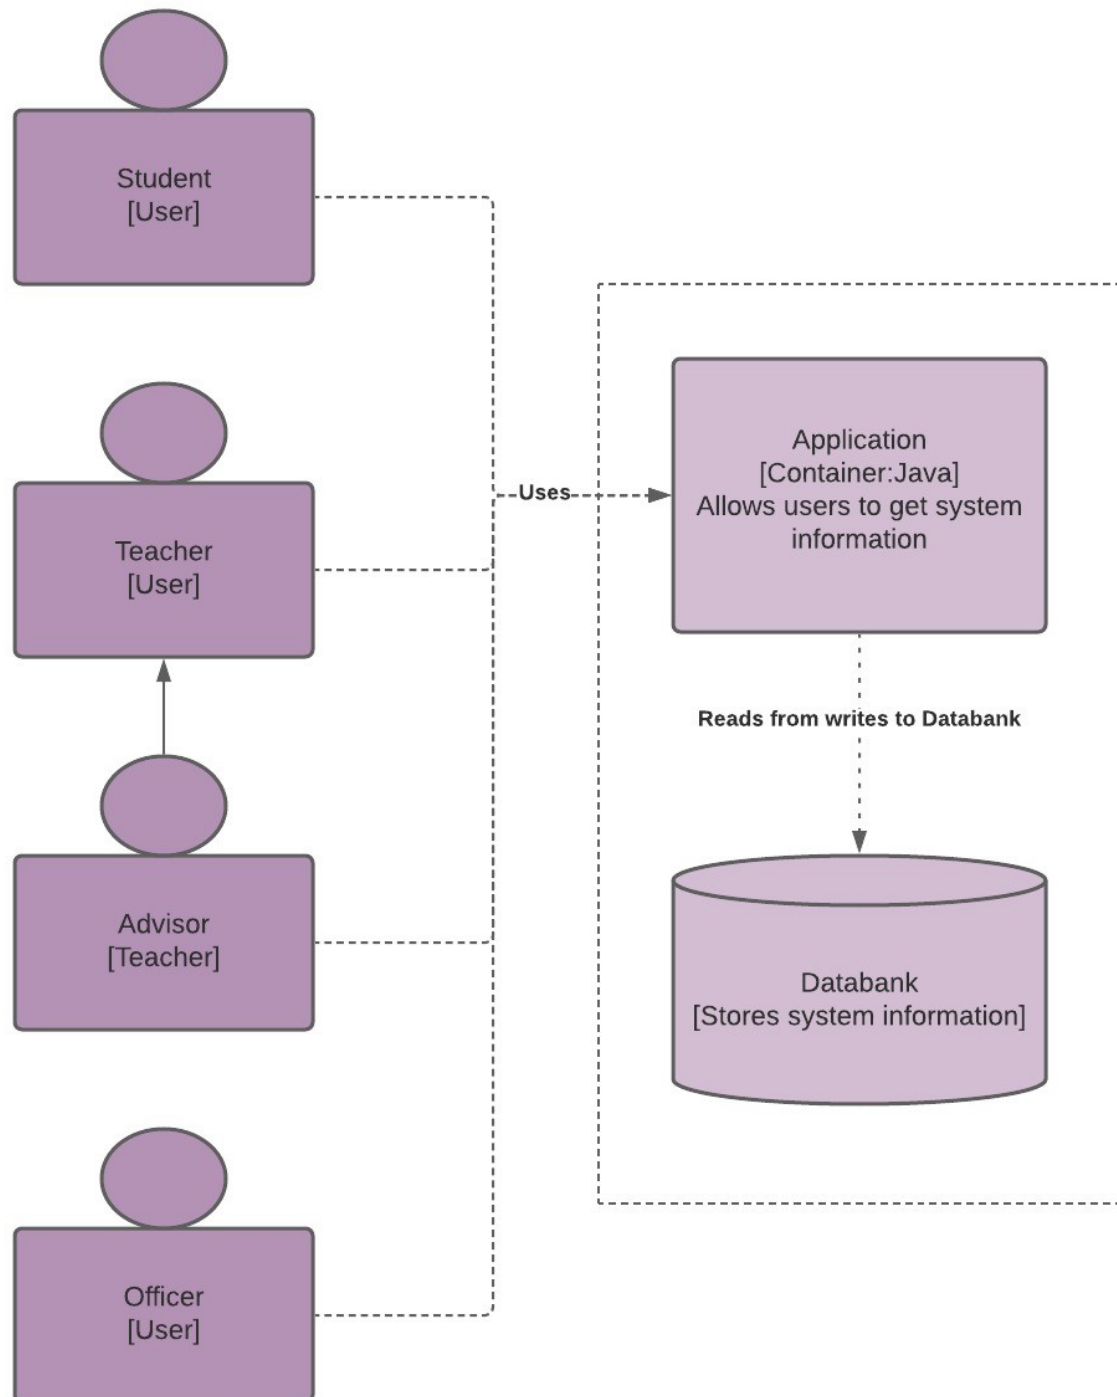 Student
[User]
Teacher
[User]
Advisor
[Teacher]
Officer
[User]
Uses
Application
[Container:Java]
Allows users to get system
information
Reads from writes to Databank
Databank
[Stores system information]